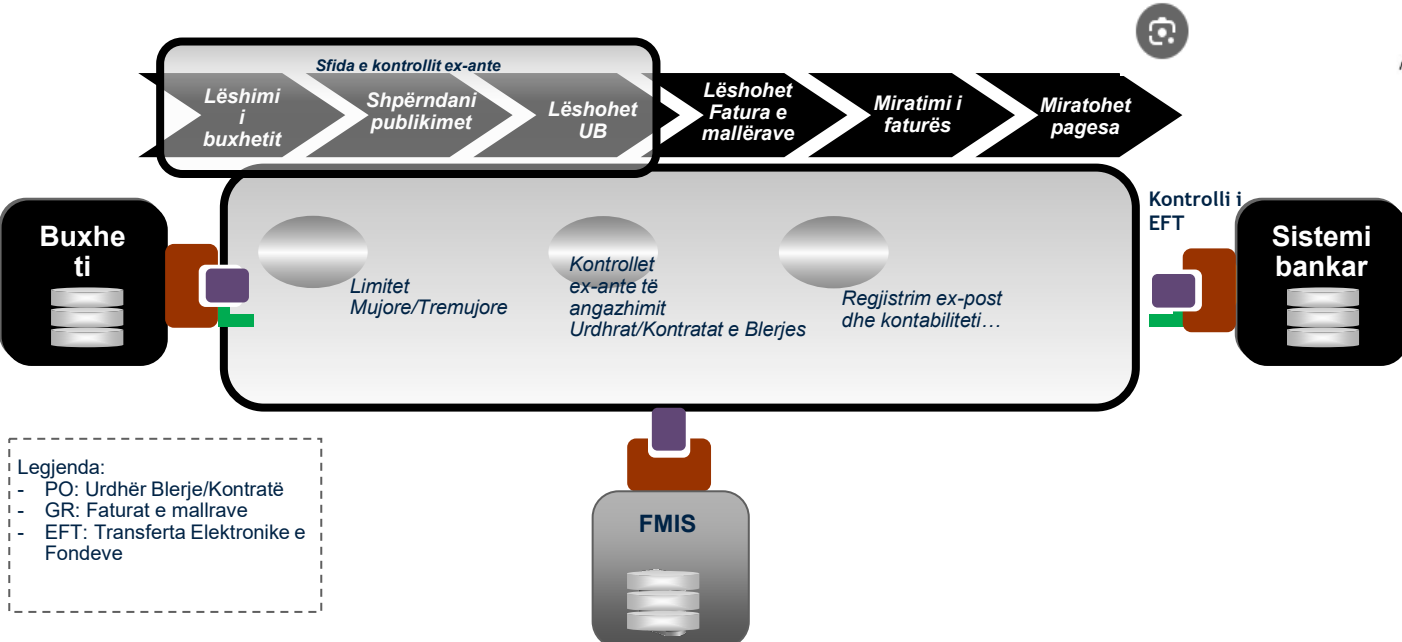 Sfida e kontrollit ex-ante
Lëshimi
i
buxhetit
Shpërndani
publikimet
Lëshohet
UB
Lëshohet
Fatura e
mallërave
Miratimi i
faturës
Miratohet
pagesa
Buxhe
ti
Limitet
Mujore/Tremujore
Kontrollet
ex-ante të
angazhimit
Urdhrat/Kontratat e Blerjes
Regjistrim ex-post
dhe kontabiliteti…
Kontrolli i
EFT
Sistemi
bankar
Legjenda:
- PO: Urdhër Blerje/Kontratë
- GR: Faturat e mallrave
- EFT: Transferta Elektronike e
Fondeve
FMIS